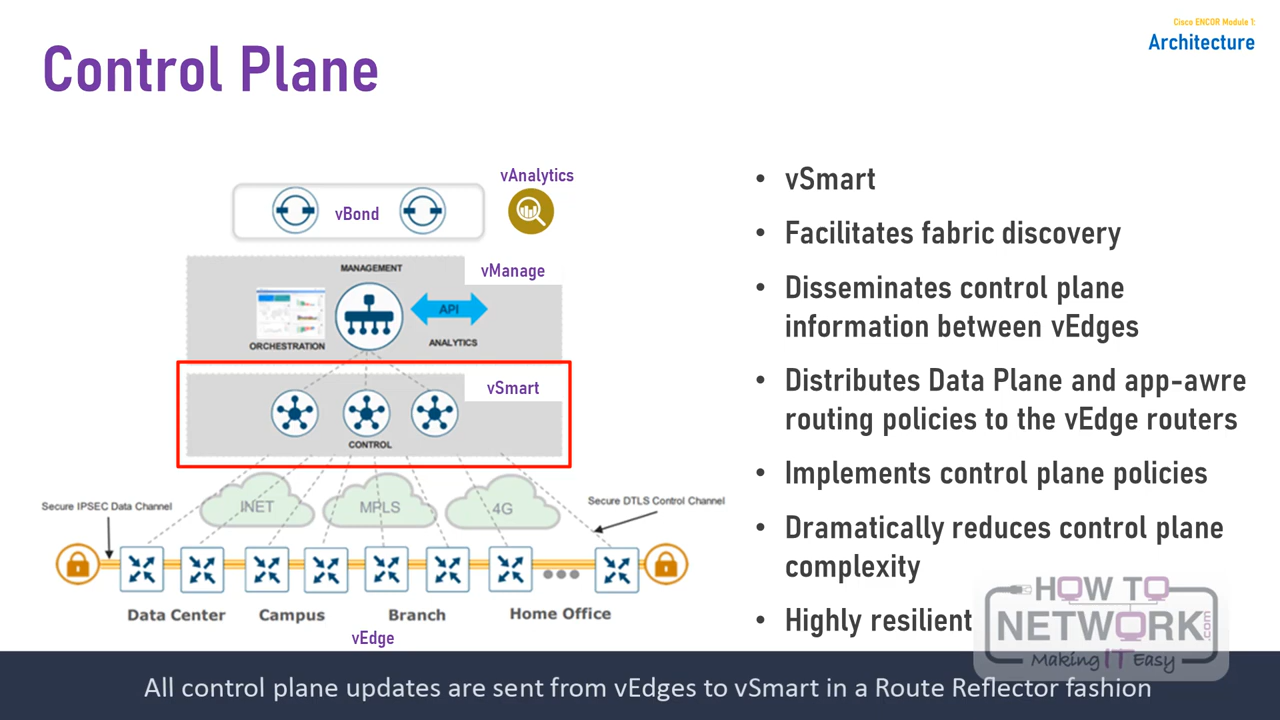 Cisco ENCOR Module 1:
Architecture
Control Plane
vAnalytics
vBond
MANAGEMENT
vManage
API
ORCHESTRATION
ANALYTICS
vSmart
CONTROL
INET
MPLS
4G
Secure IPSEC Data Channel
Secure DTLS Control Channel
Data Center
Campus
Branch
Home Office
vEdge
• vSmart
• Facilitates fabric discovery
• Disseminates control plane
information between vEdges
• Distributes Data Plane and app-awre
routing policies to the vEdge routers
• Implements control plane policies
• Dramatically reduces control plane
complexity
• Highly resilient
HOW TO
NETWORK.com
Making IT Easy
All control plane updates are sent from vEdges to vSmart in a Route Reflector fashion